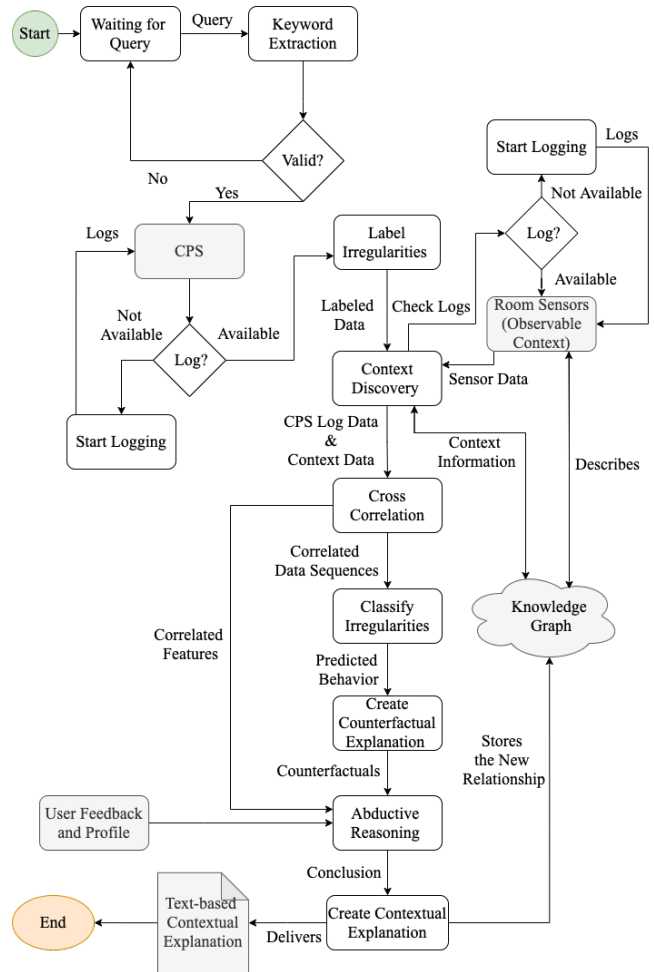 Start
Waiting for
Query
Query
Keyword
Extraction
Valid?
No
Yes
Start Logging
Logs
Not Available
Log?
Available
Room Sensors
(Observable
Context)
Logs
CPS
Label
Irregularities
Not
Available
Available
Log?
Labeled
Data
Check Logs
Context
Discovery
Sensor Data
Start Logging
CPS Log Data
&
Context Data
Context
Information
Describes
Cross
Correlation
Correlated
Data Sequences
Knowledge
Graph
Classify
Irregularities
Correlated
Features
Predicted
Behavior
Create
Counterfactual
Explanation
Stores
the New
Relationship
Counterfactuals
User Feedback
and Profile
Abductive
Reasoning
Conclusion
End
Text-based
Contextual
Explanation
Delivers
Create Contextual
Explanation